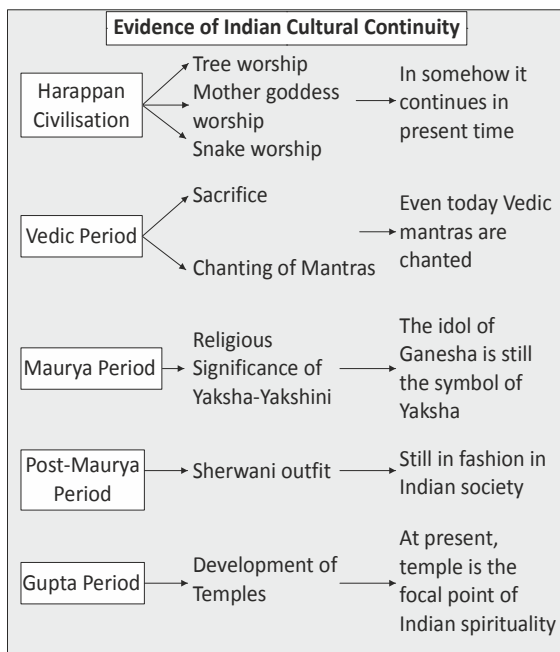 Evidence of Indian Cultural Continuity
Harappan
Civilisation
Tree worship
Mother goddess
worship
Snake worship
In somehow it
continues in
present time
Vedic Period
Sacrifice
Chanting of Mantras
Even today Vedic
mantras are
chanted
Maurya Period
Religious
Significance of
Yaksha-Yakshini
The idol of
Ganesha is still
the symbol of
Yaksha
Post-Maurya
Period
Sherwani outfit
Still in fashion in
Indian society
Gupta Period
Development of
Temples
At present,
temple is the
focal point of
Indian spirituality